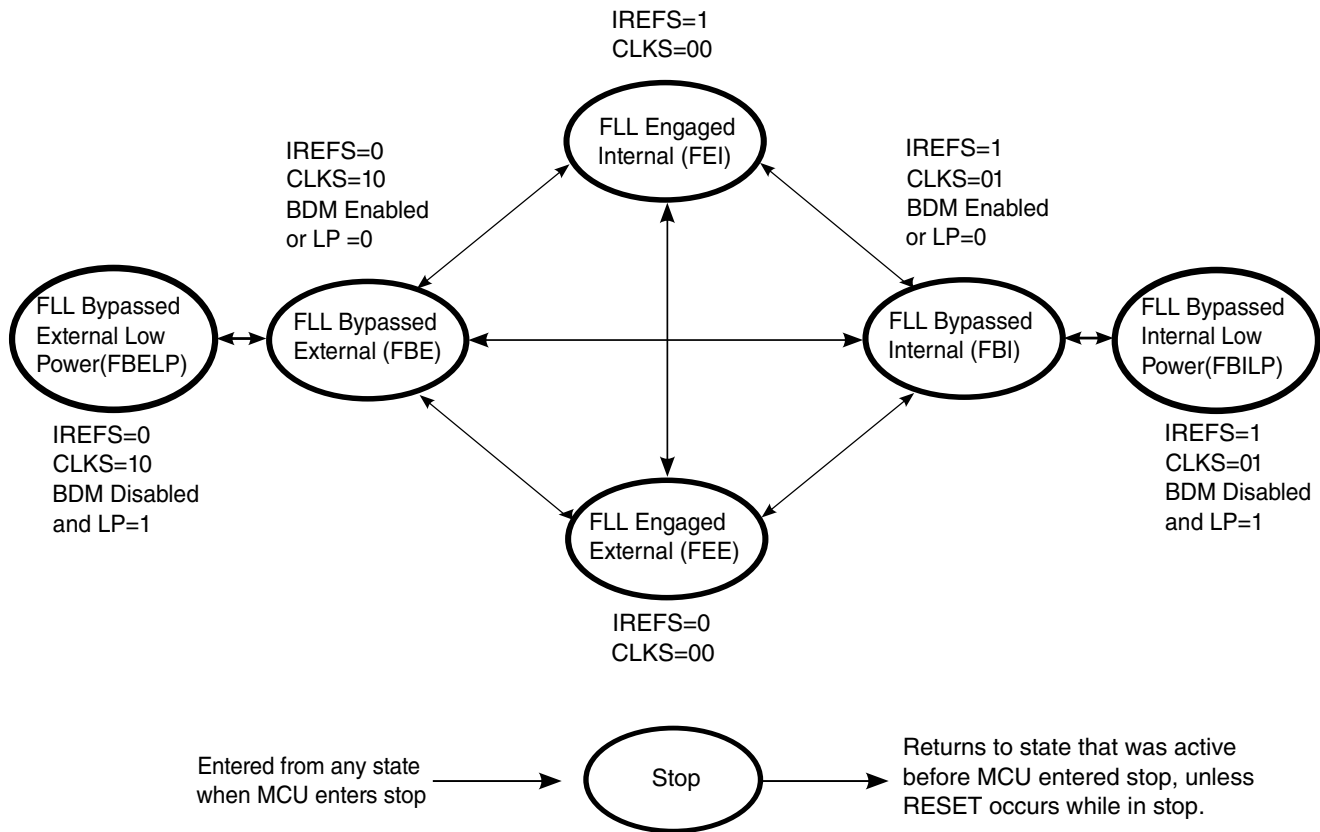 IREFS=1
CLKS=00
FLL Engaged
Internal (FEI)
IREFS=0
CLKS=10
BDM Enabled
or LP =0
IREFS=1
CLKS=01
BDM Enabled
or LP=0
FLL Bypassed
External Low
Power(FBELP)
FLL Bypassed
External (FBE)
FLL Bypassed
Internal (FBI)
FLL Bypassed
Internal Low
Power(FBILP)
IREFS=0
CLKS=10
BDM Disabled
and LP=1
FLL Engaged
External (FEE)
IREFS=1
CLKS=01
BDM Disabled
and LP=1
IREFS=0
CLKS=00
Entered from any state
when MCU enters stop
Stop
Returns to state that was active
before MCU entered stop, unless
RESET occurs while in stop.